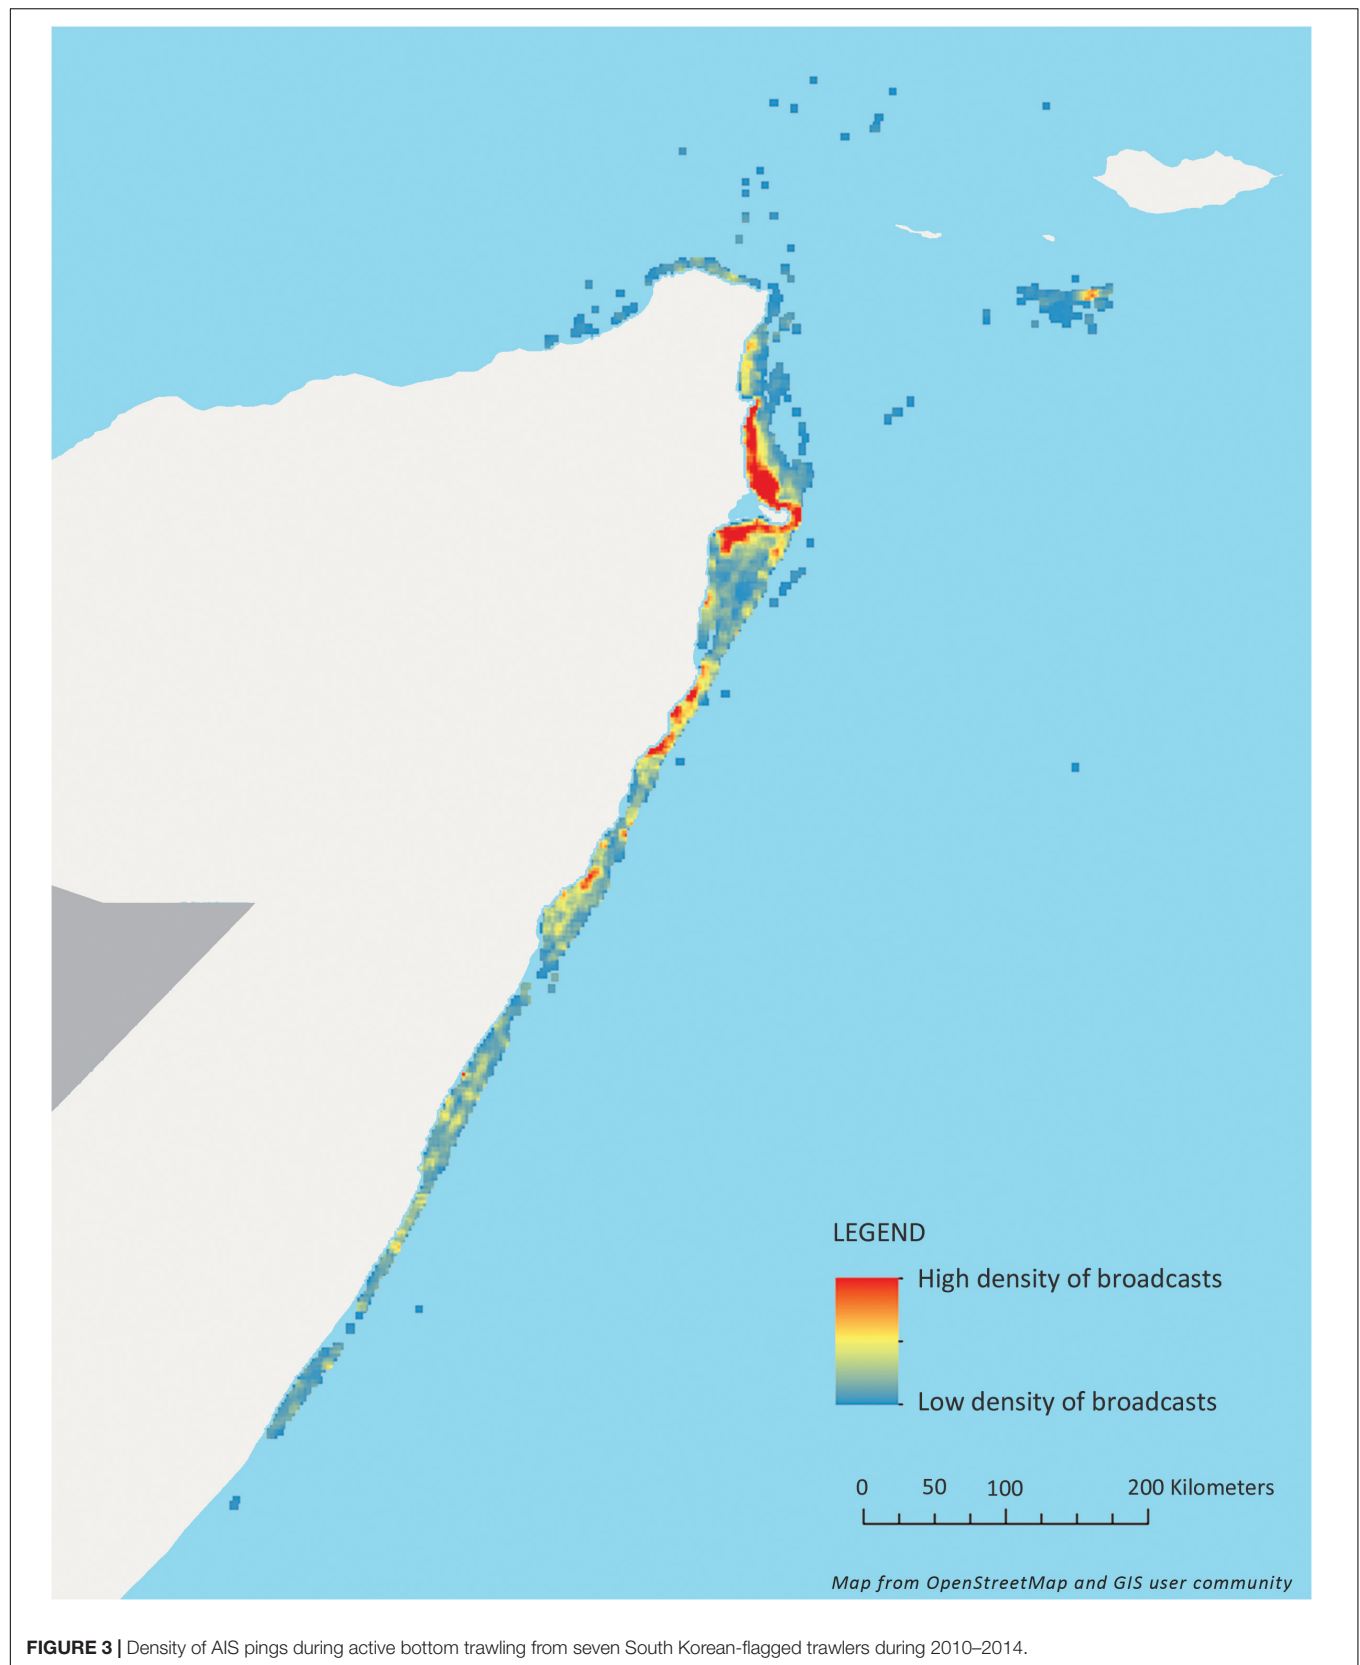 LEGEND
High density of broadcasts
Low density of broadcasts
0 50 100 200 Kilometers
Map from OpenStreetMap and GIS user community
FIGURE 3 | Density of AIS pings during active bottom trawling from seven South Korean-flagged trawlers during 2010–2014.